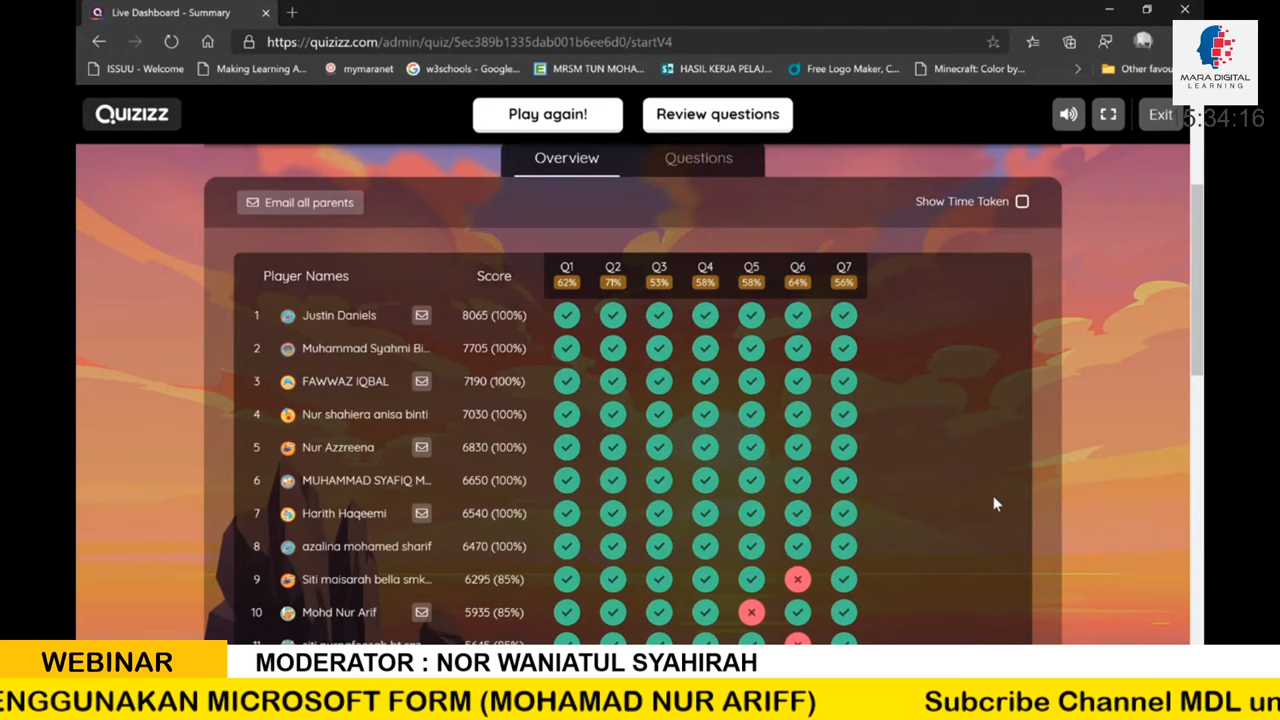 Live Dashboard - Summary
https://quizizz.com/admin/quiz/5ec389b1335dab001b6ee6d0/startV4
ISSUU - Welcome
Making Learning A...
mymaranet
w3schools - Google...
MRSM TUN MOHA...
HASIL KERJA PELAJ...
Free Logo Maker, C...
Minecraft: Color by...
Other favou
MARA DIGITAL
LEARNING
QUIZIZZ
Play again!
Review questions
Exit
5:34:16
Overview
Questions
Email all parents
Show Time Taken
Player Names Score Q1 Q2 Q3 Q4 Q5 Q6 Q7
62% 71% 53% 58% 58% 64% 56%
1 Justin Daniels 8065 (100%)
2 Muhammad Syahmi Bi... 7705 (100%)
3 FAWWAZ IQBAL 7190 (100%)
4 Nur shahiera anisa binti 7030 (100%)
5 Nur Azzreena 6830 (100%)
6 MUHAMMAD SYAFIQ M... 6650 (100%)
7 Harith Haqeemi 6540 (100%)
8 azalina mohamed sharif 6470 (100%)
9 Siti maisarah bella smk... 6295 (85%)
10 Mohd Nur Arif 5935 (85%)
WEBINAR
MODERATOR : NOR WANIATUL SYAHIRAH
ENGGUNAKAN MICROSOFT FORM (MOHAMAD NUR ARIFF)
Subcribe Channel MDL un